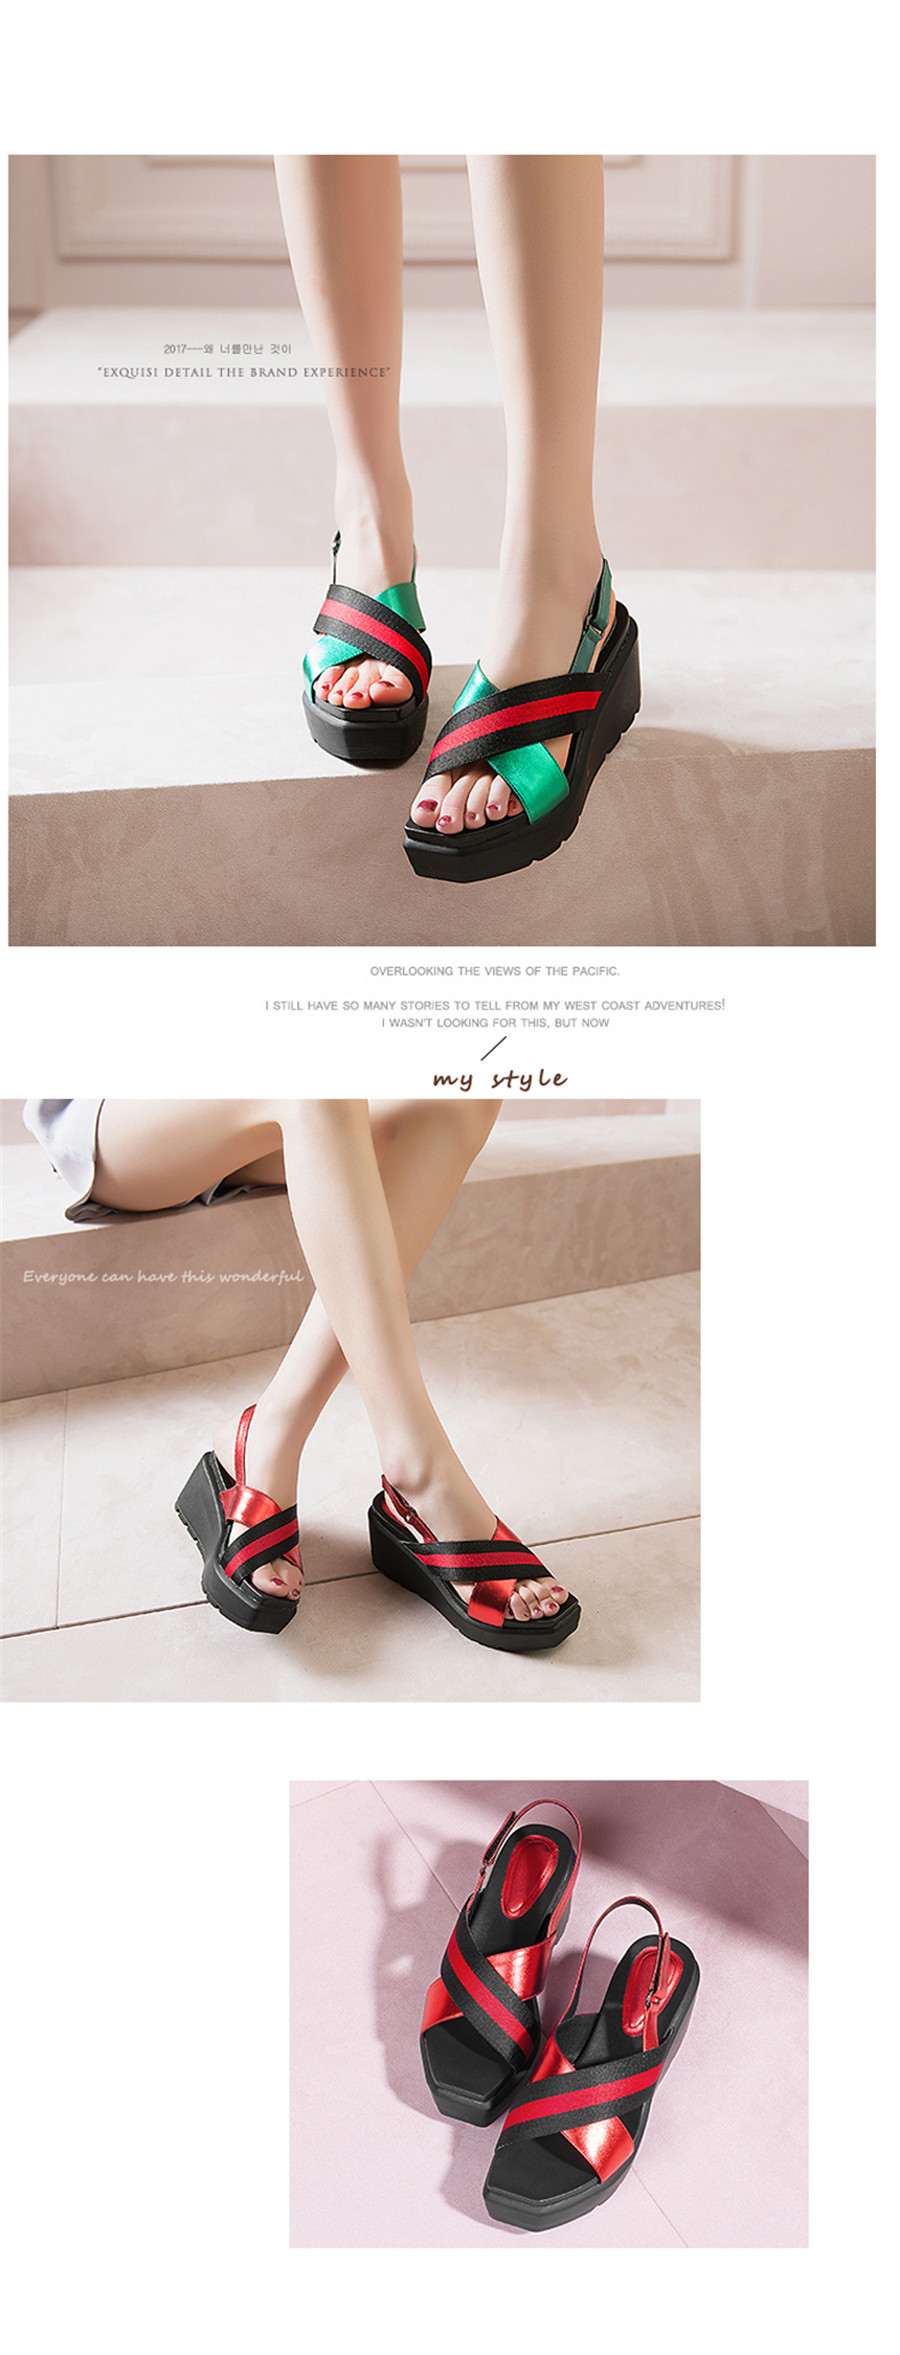 2017---왜 너를만난 것이
"EXQUISI DETAIL THE BRAND EXPERIENCE"
OVERLOOKING THE VIEWS OF THE PACIFIC.
I STILL HAVE SO MANY STORIES TO TELL FROM MY WEST COAST ADVENTURES!
I WASN'T LOOKING FOR THIS, BUT NOW
my style
Everyone can have this wonderful